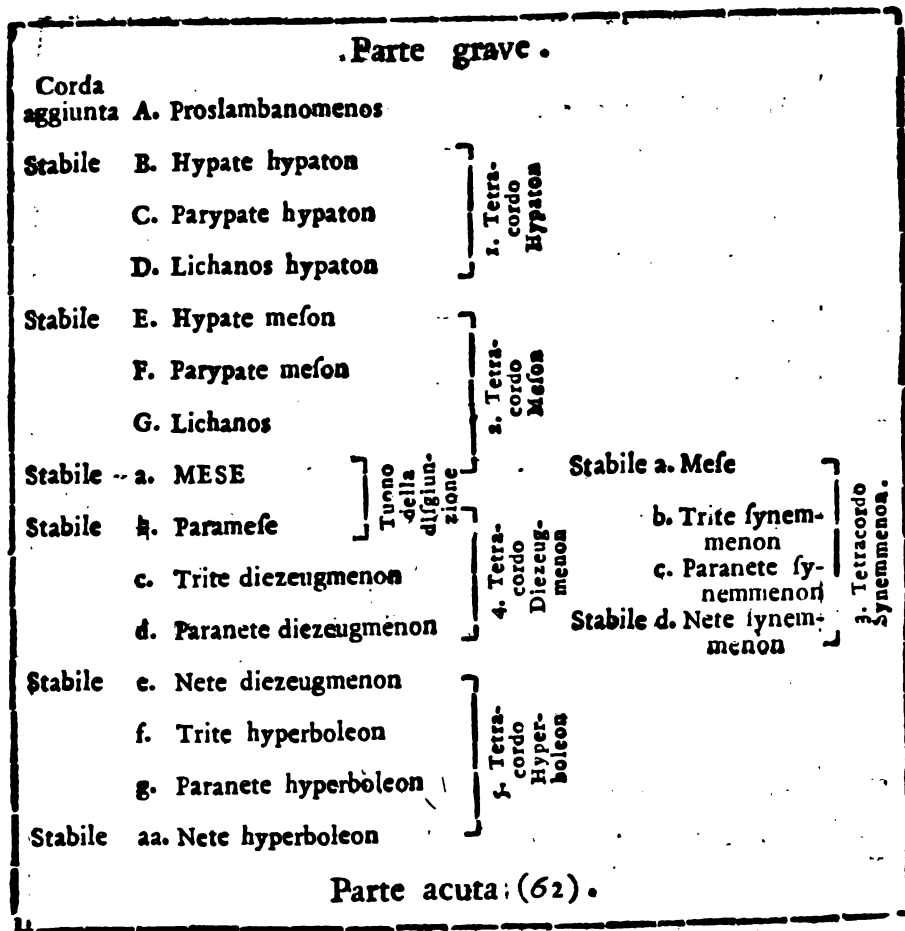 Parte grave.
Corda
aggiunta A. Proslambanomenos
Stabile B. Hypate hypaton
C. Parypate hypaton
D. Lichanos hypaton
1. Tetra-
cordo
Hypaton
Stabile E. Hypate meſon
F. Parypate meſon
G. Lichanos
2. Tetra-
cordo
Meſon
Stabile a. MESE
Stabile ♮. Parameſe
Tuono
della
diſgiun-
zione
c. Trite diezeugmenon
d. Paranete diezeugmenon
4. Tetra-
cordo
Diezeug-
menon
Stabile e. Nete diezeugmenon
f. Trite hyperboleon
g. Paranete hyperboleon
Stabile aa. Nete hyperboleon
5. Tetra-
cordo
Hyper-
boleon
Stabile a. Meſe
b. Trite ſynem-
menon
c. Paranete ſy-
nemmenon
Stabile d. Nete ſynem-
menon
3. Tetracordo
Synemmenon.
Parte acuta: (62).